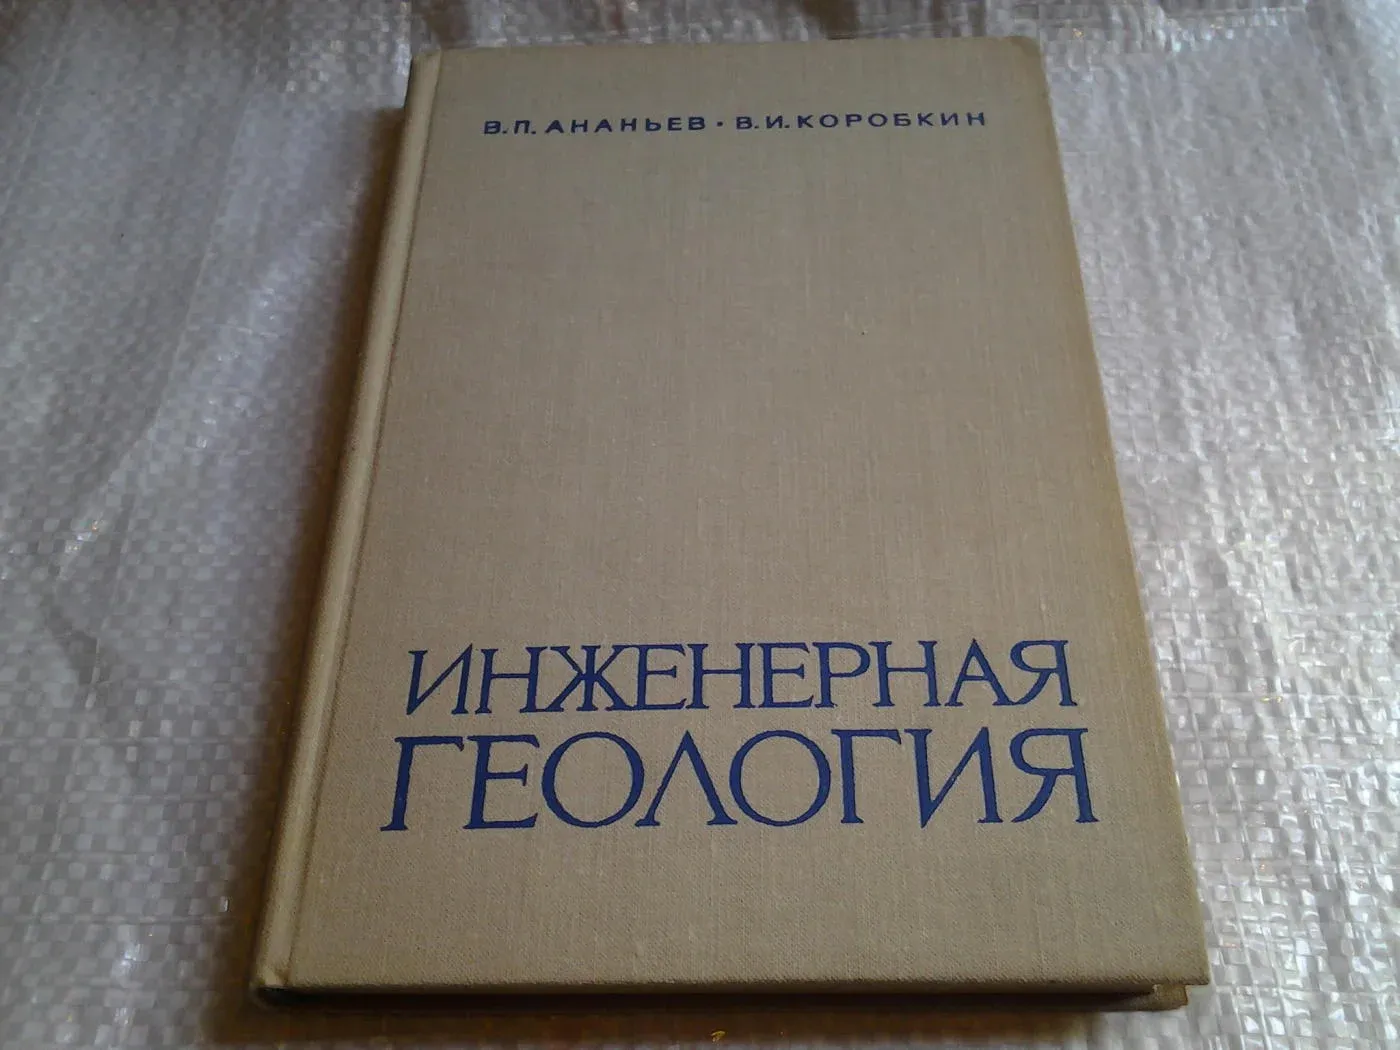 В.П. АНАНЬЕВ · В.И. КОРОБКИН
ИНЖЕНЕРНАЯ
ГЕОЛОГИЯ